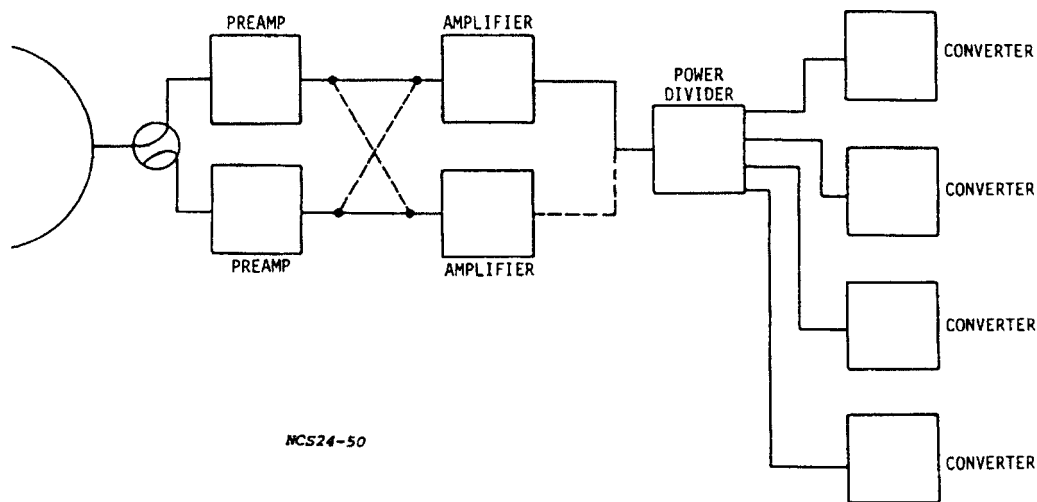 PREAMP
AMPLIFIER
CONVERTER
POWER
DIVIDER
CONVERTER
PREAMP
AMPLIFIER
CONVERTER
NCS24-50
CONVERTER